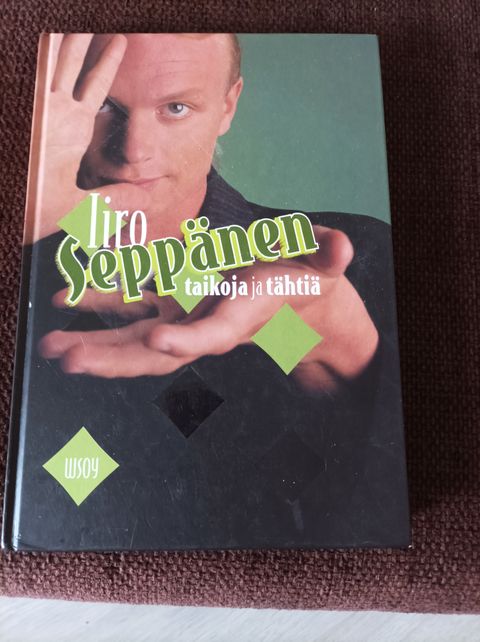 Iiro
Seppänen
taikoja ja tähtiä
WSOY